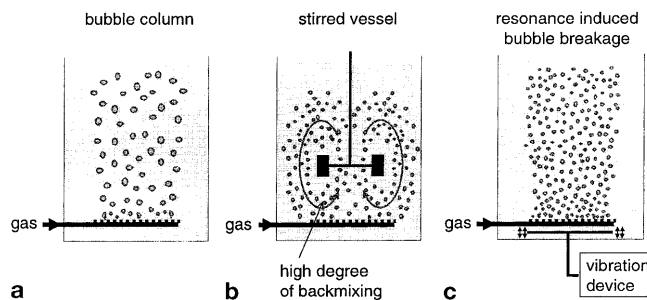 bubble column
stirred vessel
resonance induced
bubble breakage
gas
gas
gas
high degree
of backmixing
vibration
device
a
b
c